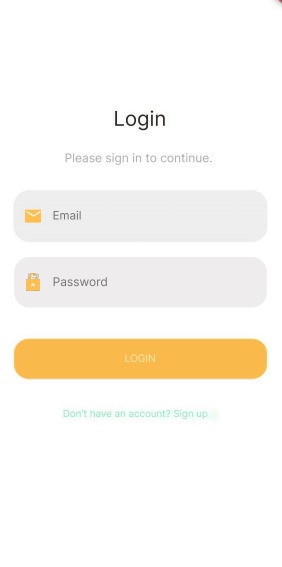 Login
Please sign in to continue.
Email
Password
LOGIN
Don't have an account? Sign up